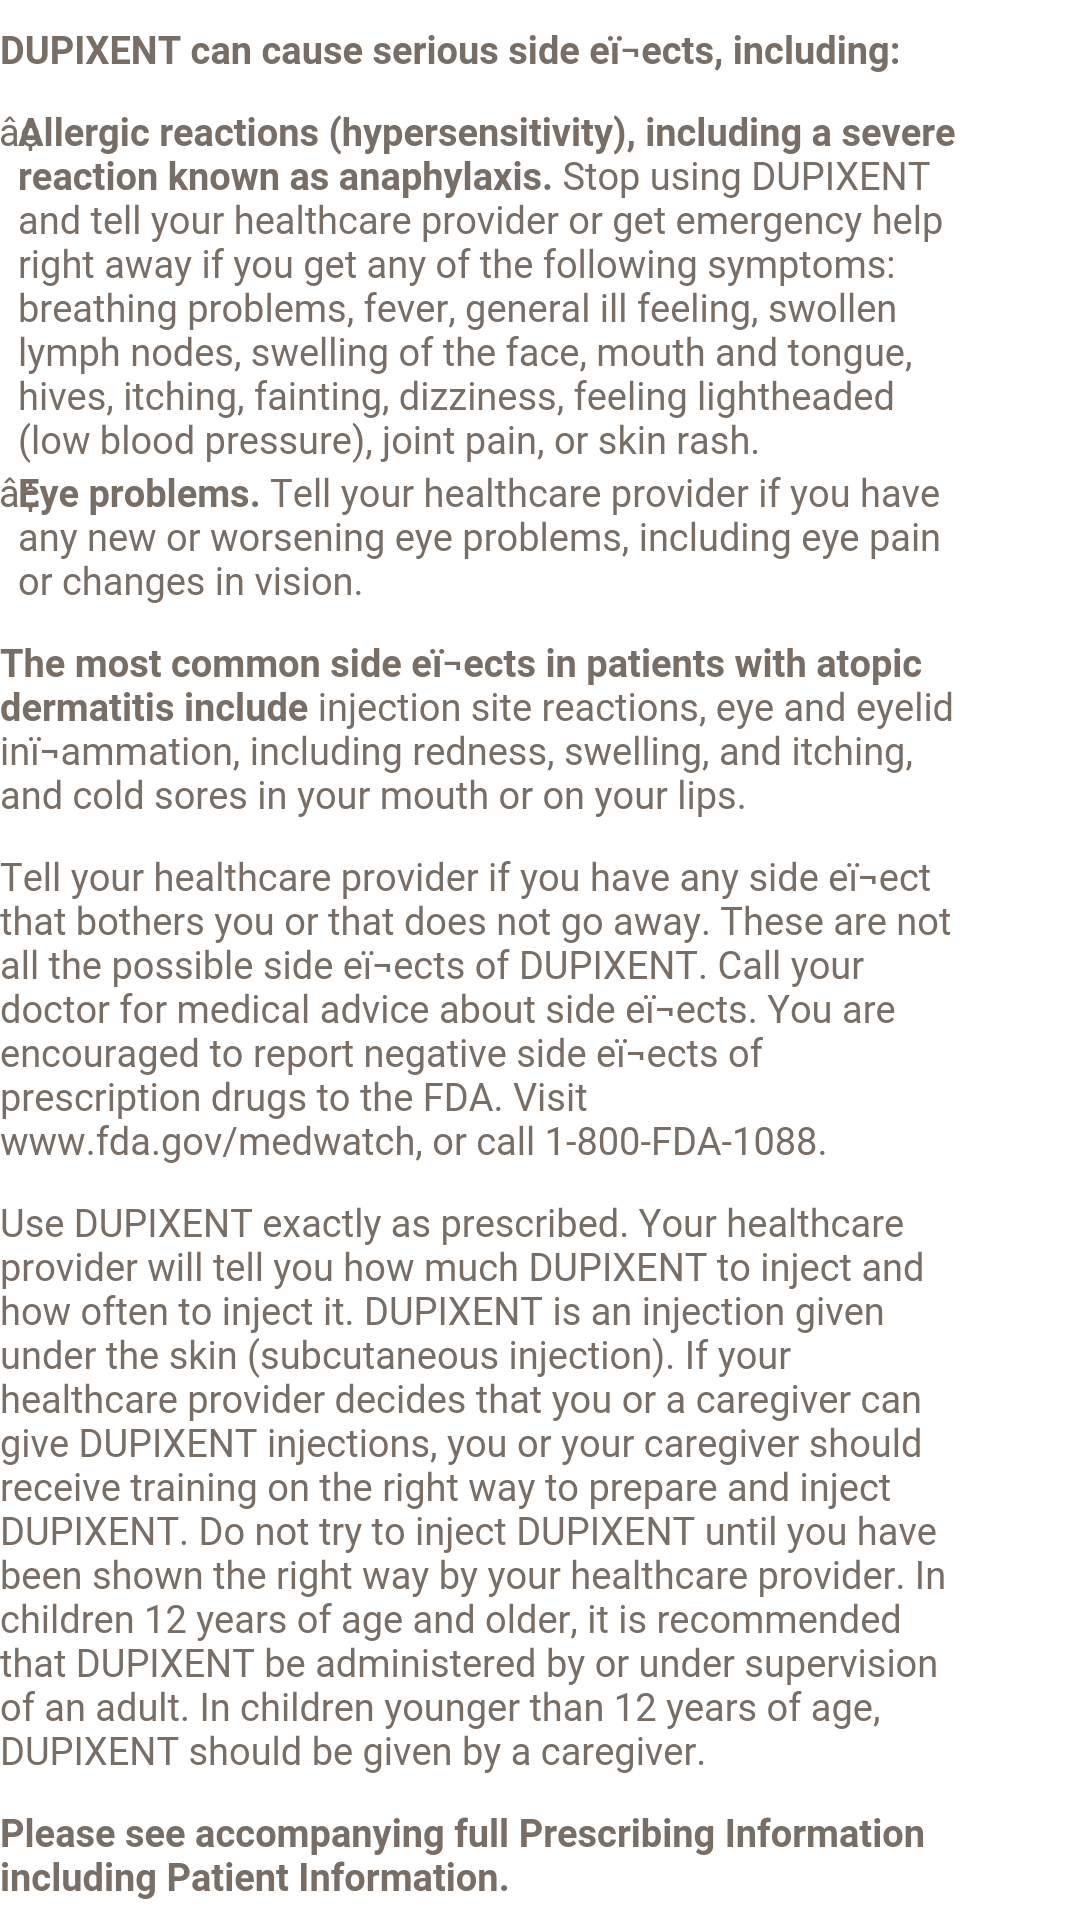 DUPIXENT can cause serious side eï¬ects, including:
â¢Allergic reactions (hypersensitivity), including a severe
reaction known as anaphylaxis. Stop using DUPIXENT
and tell your healthcare provider or get emergency help
right away if you get any of the following symptoms:
breathing problems, fever, general ill feeling, swollen
lymph nodes, swelling of the face, mouth and tongue,
hives, itching, fainting, dizziness, feeling lightheaded
(low blood pressure), joint pain, or skin rash.
â¢Eye problems. Tell your healthcare provider if you have
any new or worsening eye problems, including eye pain
or changes in vision.
The most common side eï¬ects in patients with atopic
dermatitis include injection site reactions, eye and eyelid
inï¬ammation, including redness, swelling, and itching,
and cold sores in your mouth or on your lips.
Tell your healthcare provider if you have any side eï¬ect
that bothers you or that does not go away. These are not
all the possible side eï¬ects of DUPIXENT. Call your
doctor for medical advice about side eï¬ects. You are
encouraged to report negative side eï¬ects of
prescription drugs to the FDA. Visit
www.fda.gov/medwatch, or call 1-800-FDA-1088.
Use DUPIXENT exactly as prescribed. Your healthcare
provider will tell you how much DUPIXENT to inject and
how often to inject it. DUPIXENT is an injection given
under the skin (subcutaneous injection). If your
healthcare provider decides that you or a caregiver can
give DUPIXENT injections, you or your caregiver should
receive training on the right way to prepare and inject
DUPIXENT. Do not try to inject DUPIXENT until you have
been shown the right way by your healthcare provider. In
children 12 years of age and older, it is recommended
that DUPIXENT be administered by or under supervision
of an adult. In children younger than 12 years of age,
DUPIXENT should be given by a caregiver.
Please see accompanying full Prescribing Information
including Patient Information.